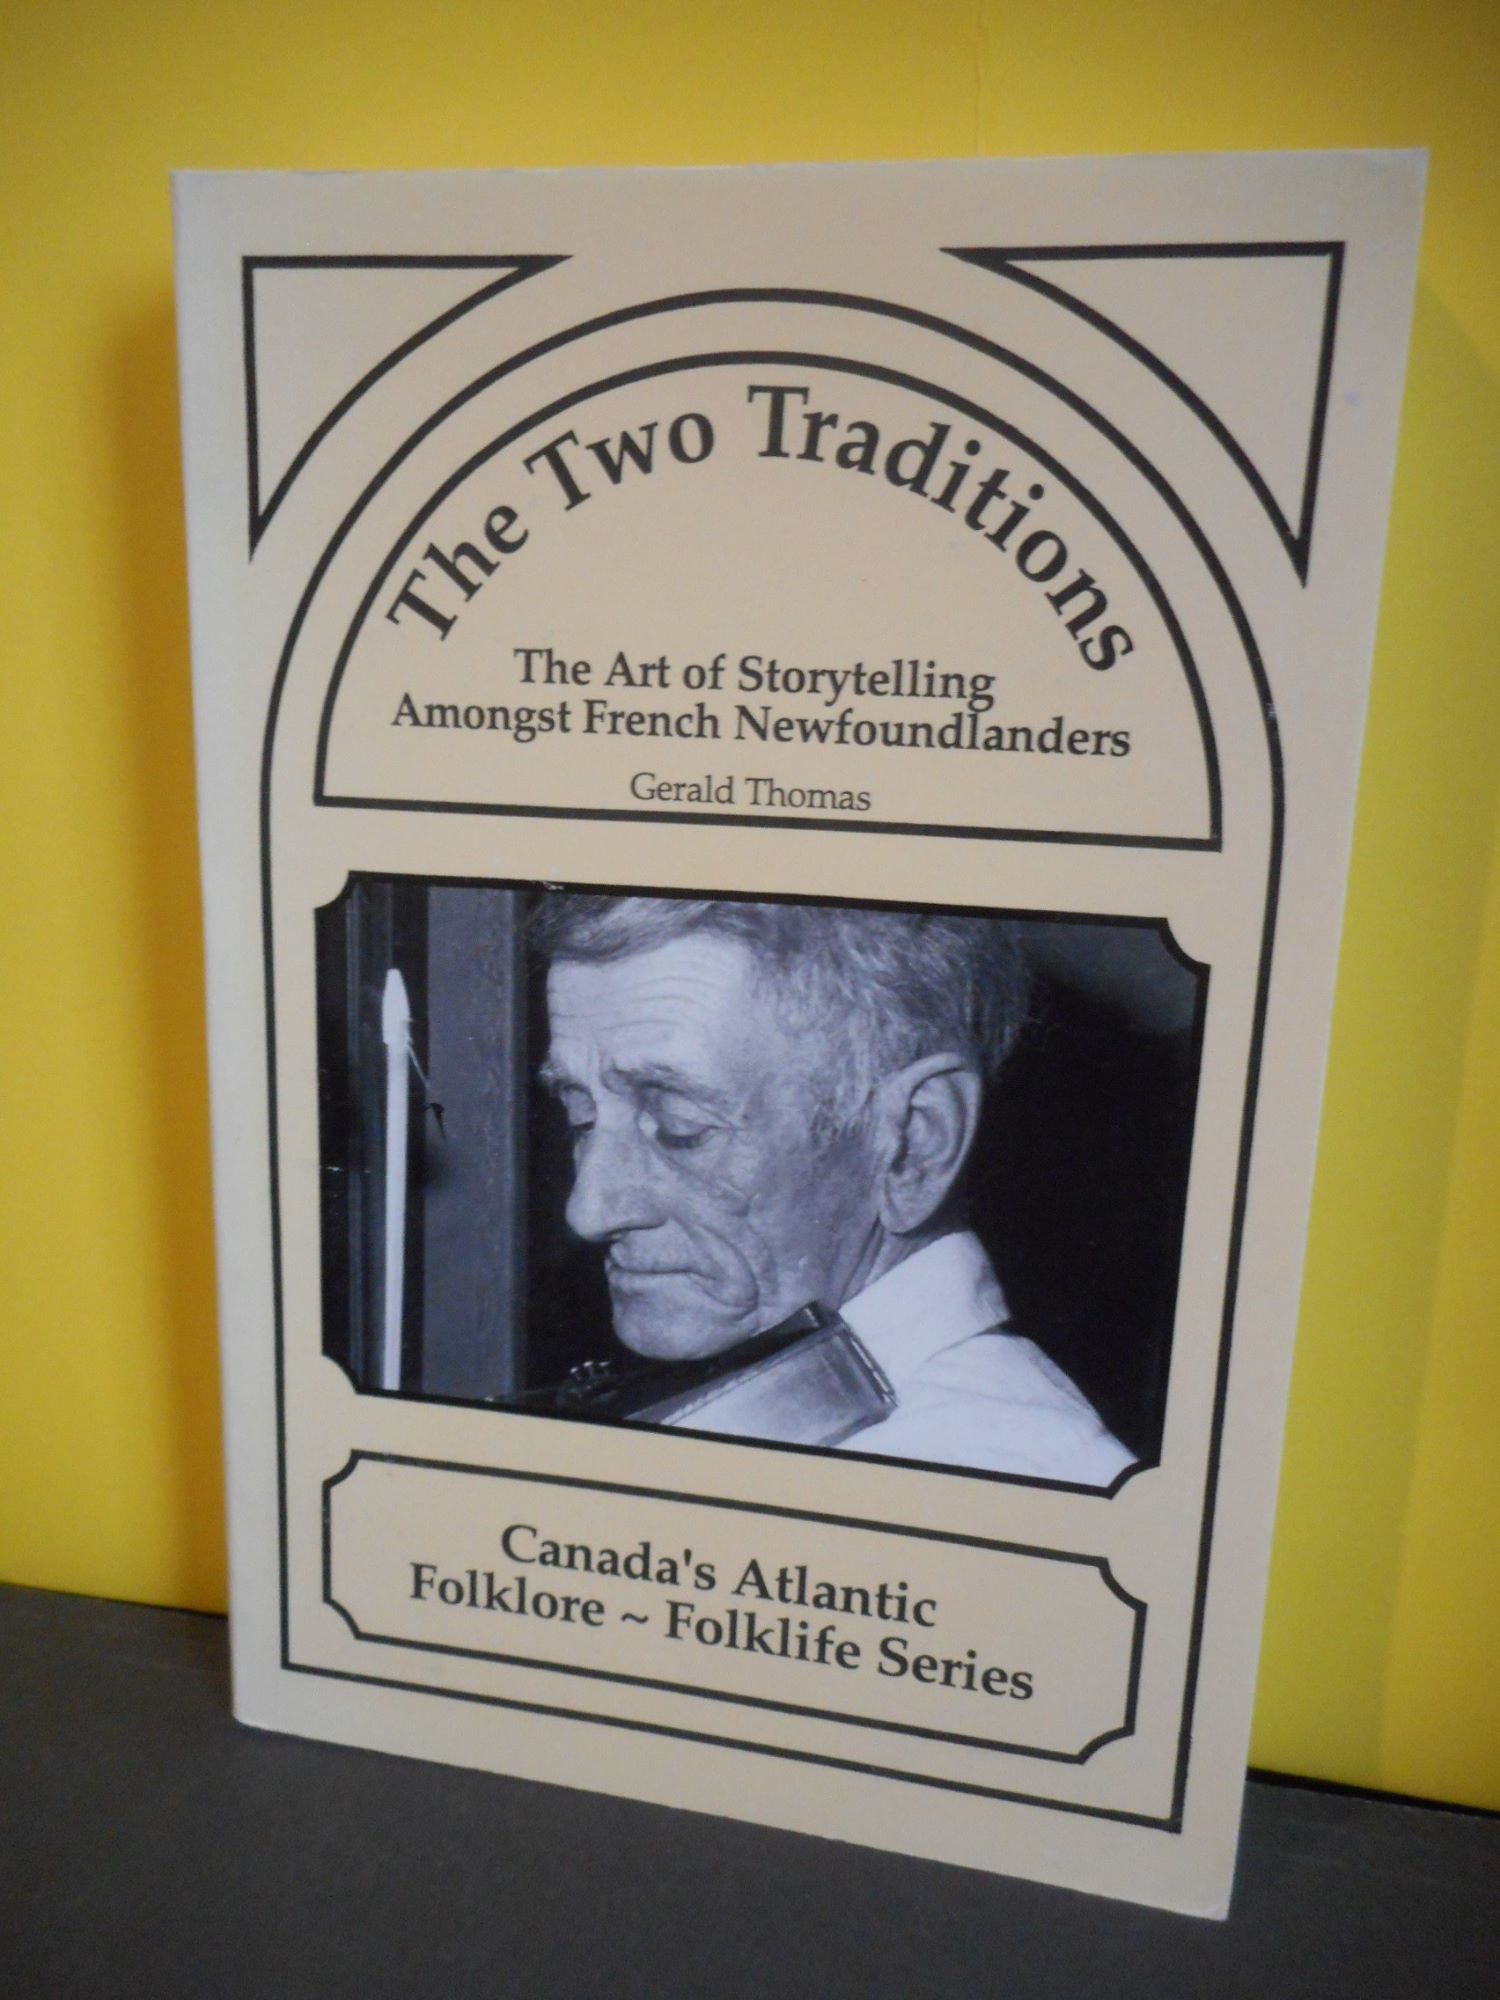 The Two Traditions
The Art of Storytelling
Amongst French Newfoundlanders
Gerald Thomas
Canada's Atlantic
Folklore ~ Folklife Series